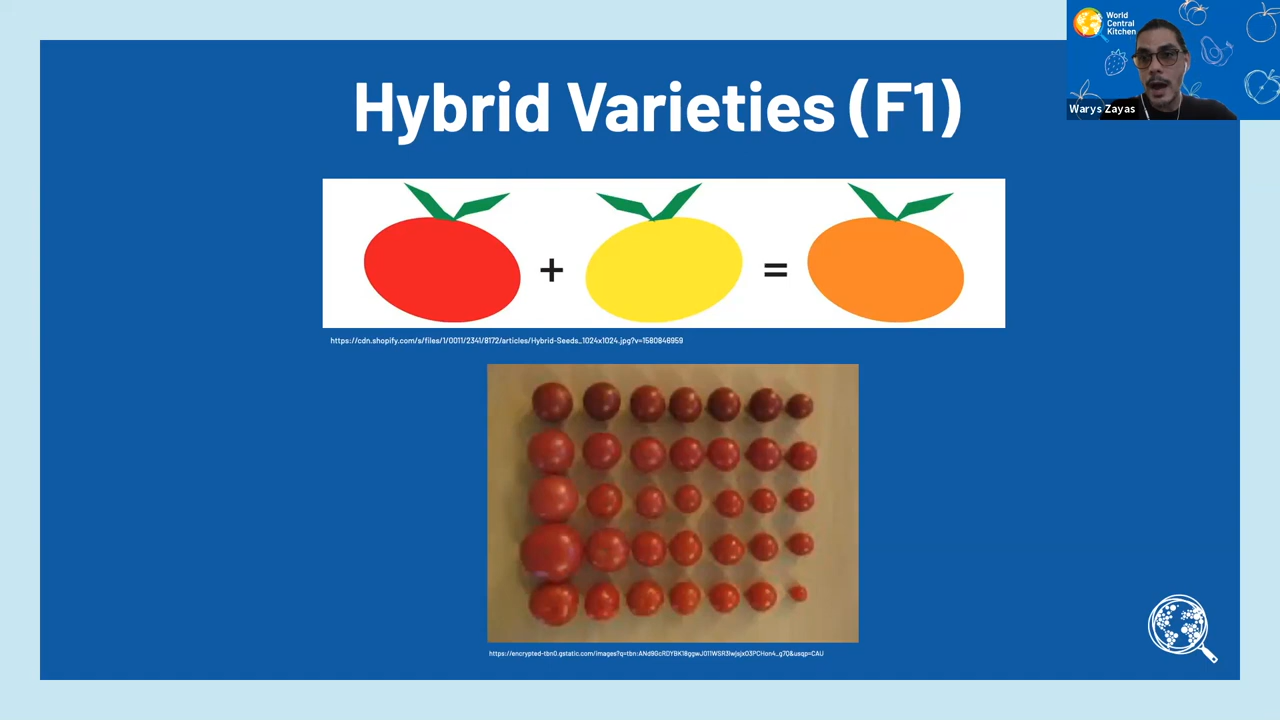 World
Central
Kitchen
Warys Zayas
Hybrid Varieties (F1)
+ =
https://cdn.shopify.com/s/files/1/0011/2341/8172/articles/Hybrid-Seeds_1024x1024.jpg?v=1580846959